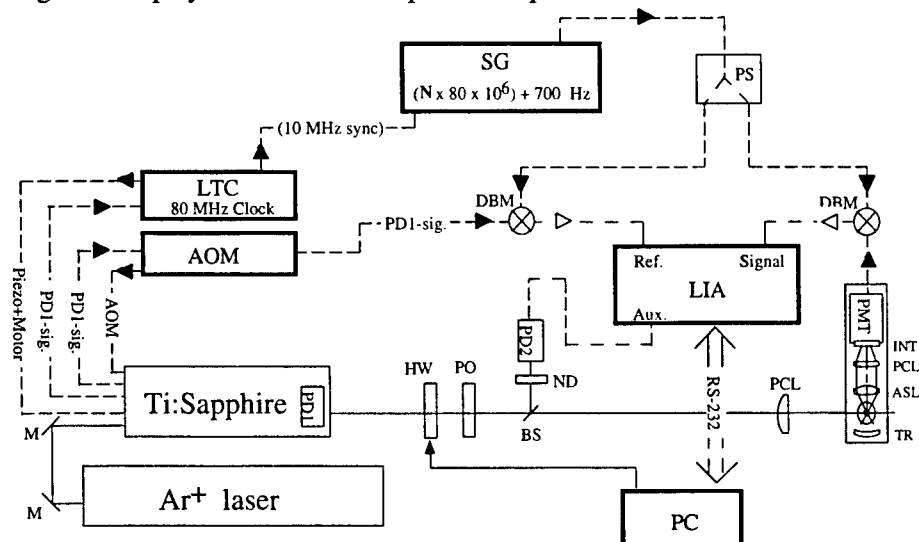 SG
(N x 80 x 10⁶) + 700 Hz
PS
(10 MHz sync)
LTC
80 MHz Clock
DBM
DBM
PD1-sig.
AOM
Ref. Signal
LIA
Aux.
Piezo+Motor
PD1-sig.
PD1-sig.
AOM
PD2
ND
PMT
INT
PCL
ASL
TR
HW
PO
BS
RS-232
PCL
Ti:Sapphire
PD1
M
M
Ar⁺ laser
PC